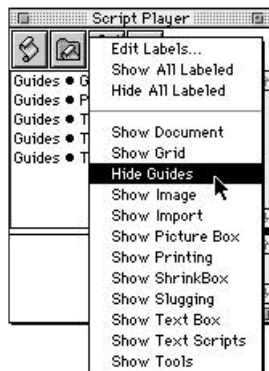 Script Player
Edit Labels...
Show All Labeled
Hide All Labeled
Guides ● G
Guides ● P
Guides ● T
Guides ● T
Guides ● T
Show Document
Show Grid
Hide Guides
Show Image
Show Import
Show Picture Box
Show Printing
Show ShrinkBox
Show Slugging
Show Text Box
Show Text Scripts
Show Tools